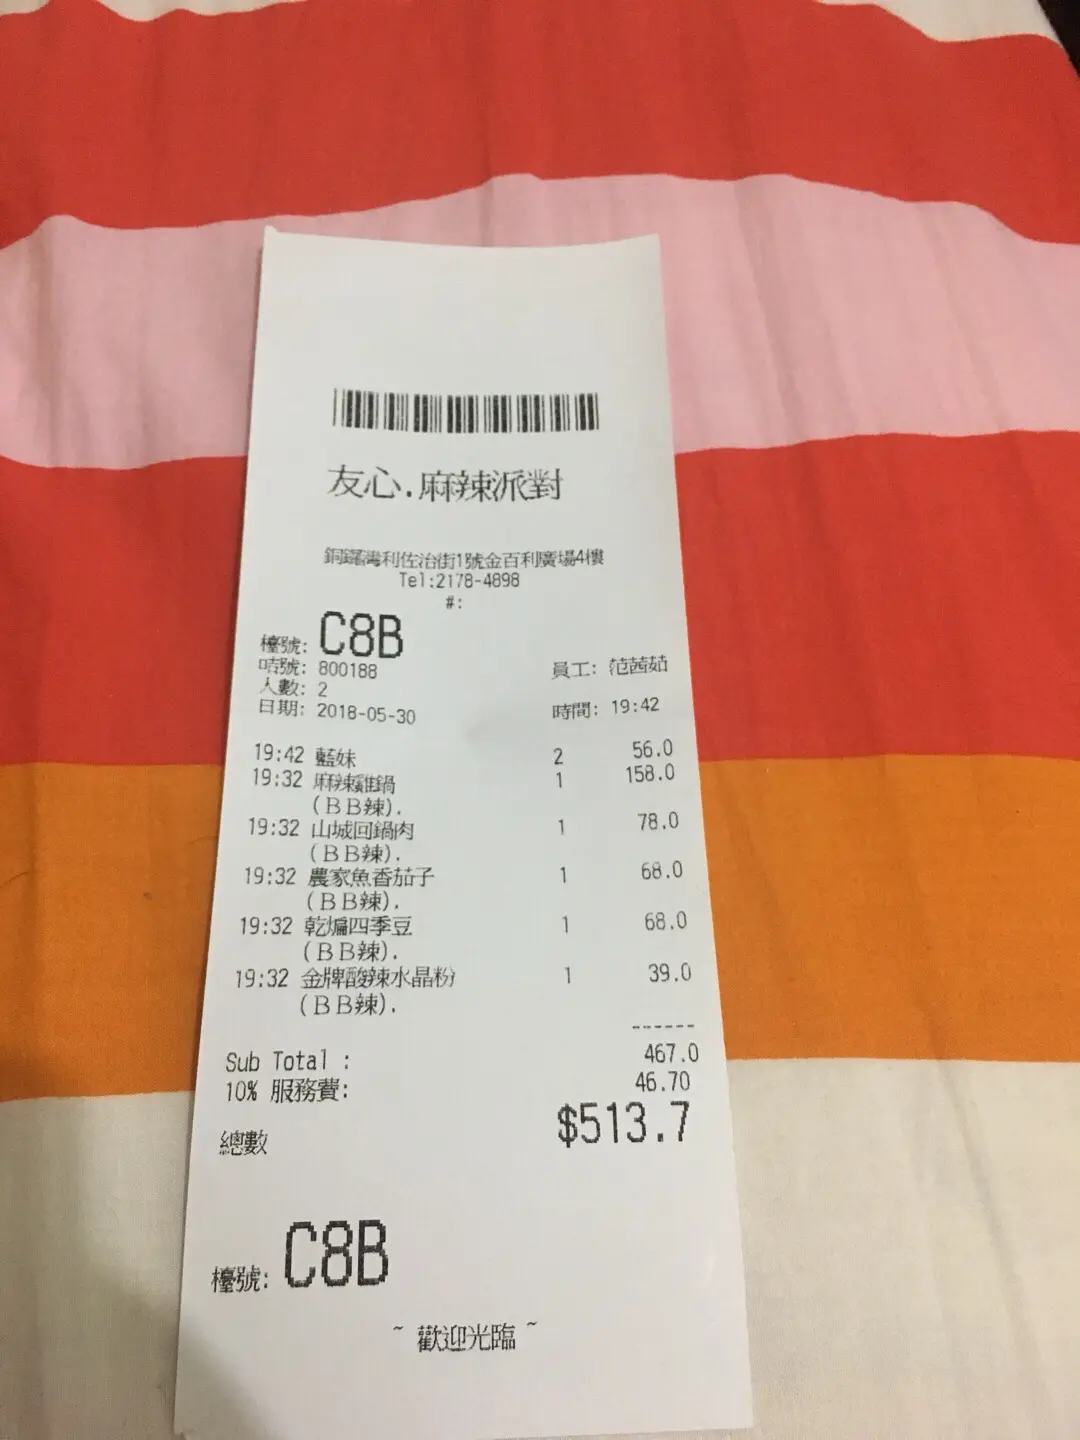 友心.麻辣派對
銅鑼灣利佐治街1號金百利廣場4樓
Tel:2178-4898
#:
檯號: C8B
咭號: 800188 員工: 范茜茹
人數: 2
日期: 2018-05-30 時間: 19:42
19:42 藍妹 2 56.0
19:32 麻辣雞鍋 1 158.0
(ＢＢ辣).
19:32 山城回鍋肉 1 78.0
(ＢＢ辣).
19:32 農家魚香茄子 1 68.0
(ＢＢ辣).
19:32 乾煸四季豆 1 68.0
(ＢＢ辣).
19:32 金牌酸辣水晶粉 1 39.0
(ＢＢ辣).
------
Sub Total : 467.0
10% 服務費: 46.70
總數 $513.7
檯號: C8B
~ 歡迎光臨 ~